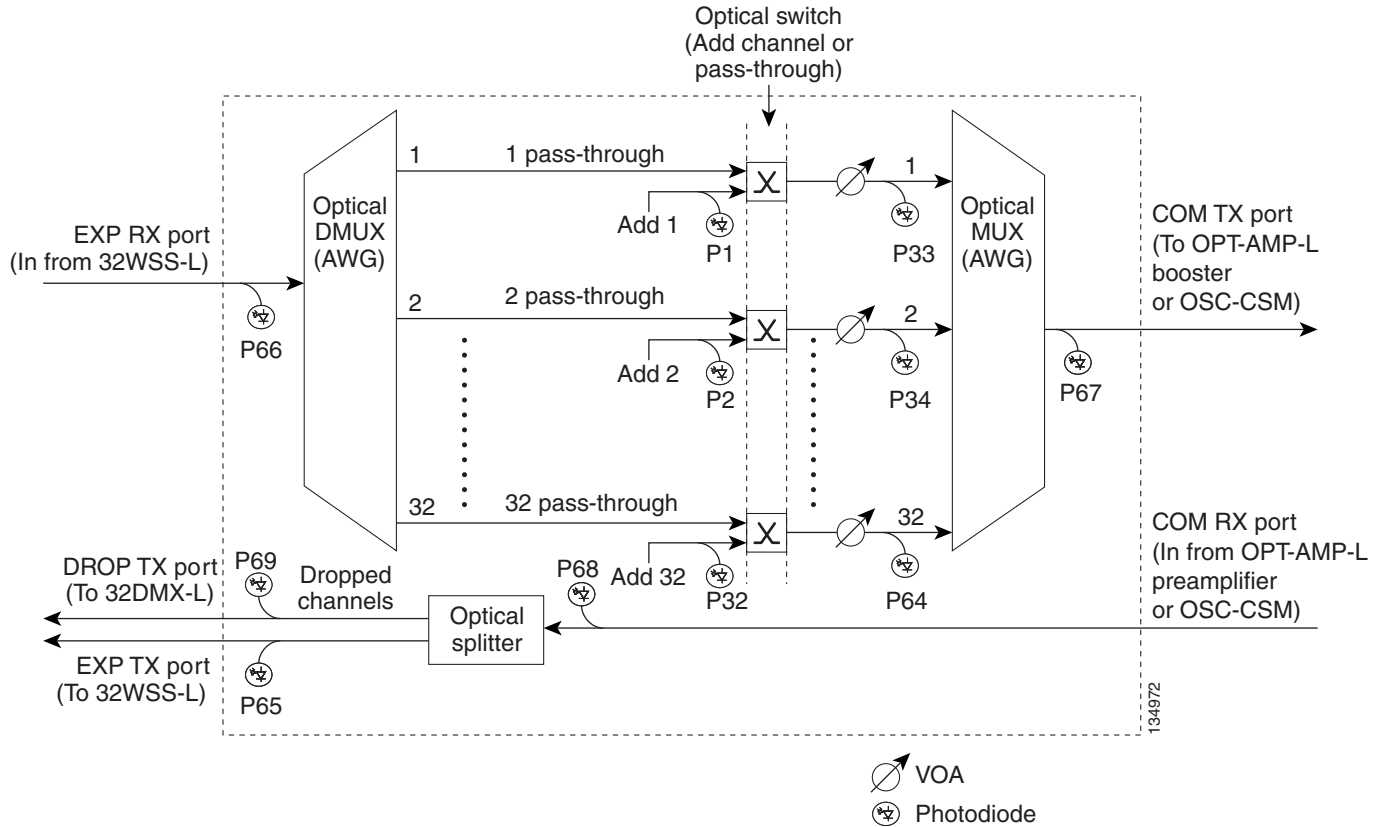 Optical switch
(Add channel or
pass-through)
1
1 pass-through
Add 1
P1
1
P33
Optical
DMUX
(AWG)
Optical
MUX
(AWG)
EXP RX port
(In from 32WSS-L)
P66
COM TX port
(To OPT-AMP-L
booster
or OSC-CSM)
2
2 pass-through
Add 2
P2
2
P34
P67
32
32 pass-through
Add 32
P32
32
P64
COM RX port
(In from OPT-AMP-L
preamplifier
or OSC-CSM)
DROP TX port
(To 32DMX-L)
P69
Dropped
channels
P68
Optical
splitter
EXP TX port
(To 32WSS-L)
P65
134972
VOA
Photodiode